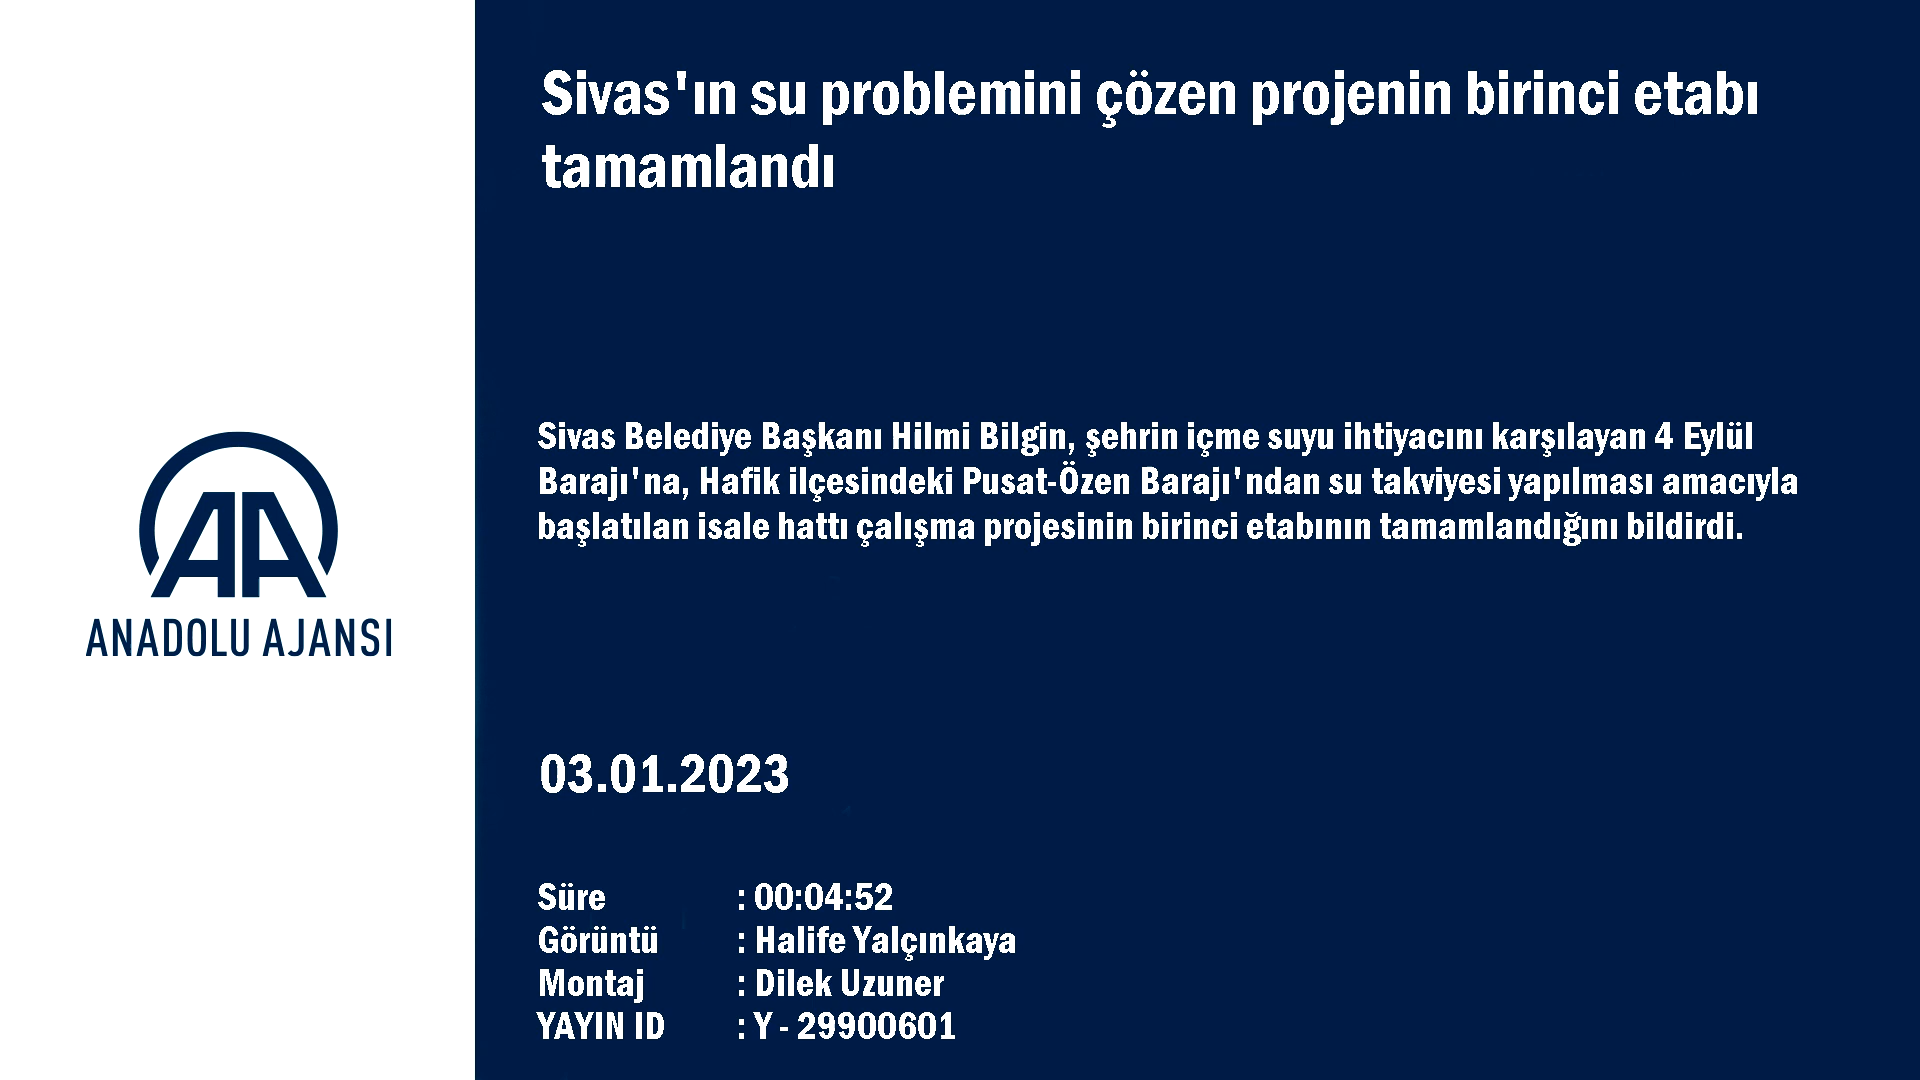 Sivas'ın su problemini çözen projenin birinci etabı
tamamlandı
Sivas Belediye Başkanı Hilmi Bilgin, şehrin içme suyu ihtiyacını karşılayan 4 Eylül
Barajı'na, Hafik ilçesindeki Pusat-Özen Barajı'ndan su takviyesi yapılması amacıyla
başlatılan isale hattı çalışma projesinin birinci etabının tamamlandığını bildirdi.
AA
ANADOLU AJANSI
03.01.2023
Süre : 00:04:52
Görüntü : Halife Yalçınkaya
Montaj : Dilek Uzuner
YAYIN ID : Y - 29900601